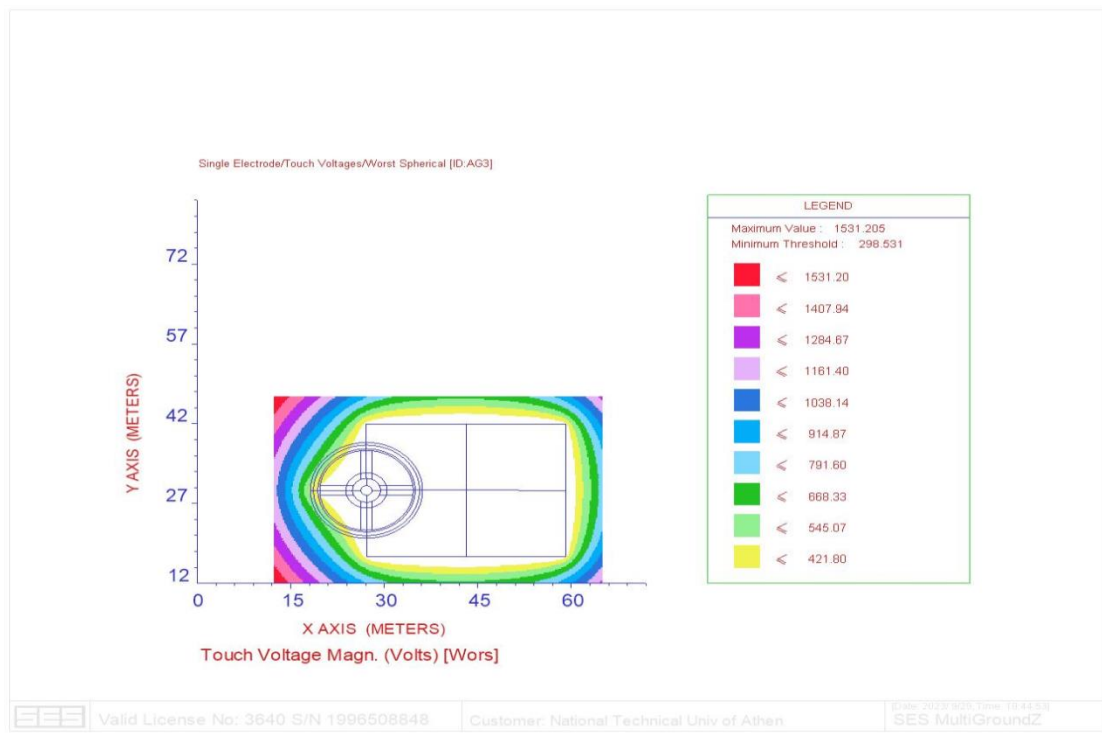 Single Electrode/Touch Voltages/Worst Spherical [ID:AG3]
LEGEND
Maximum Value : 1531.205
Minimum Threshold : 298.531
≤ 1531.20
≤ 1407.94
≤ 1284.67
≤ 1161.40
≤ 1038.14
≤ 914.87
≤ 791.60
≤ 668.33
≤ 545.07
≤ 421.80
72
57
42
27
12
Y AXIS (METERS)
0 15 30 45 60
X AXIS (METERS)
Touch Voltage Magn. (Volts) [Wors]
SES
Valid License No: 3640 S/N 1996508848
Customer: National Technical Univ of Athen
SES MultiGroundZ